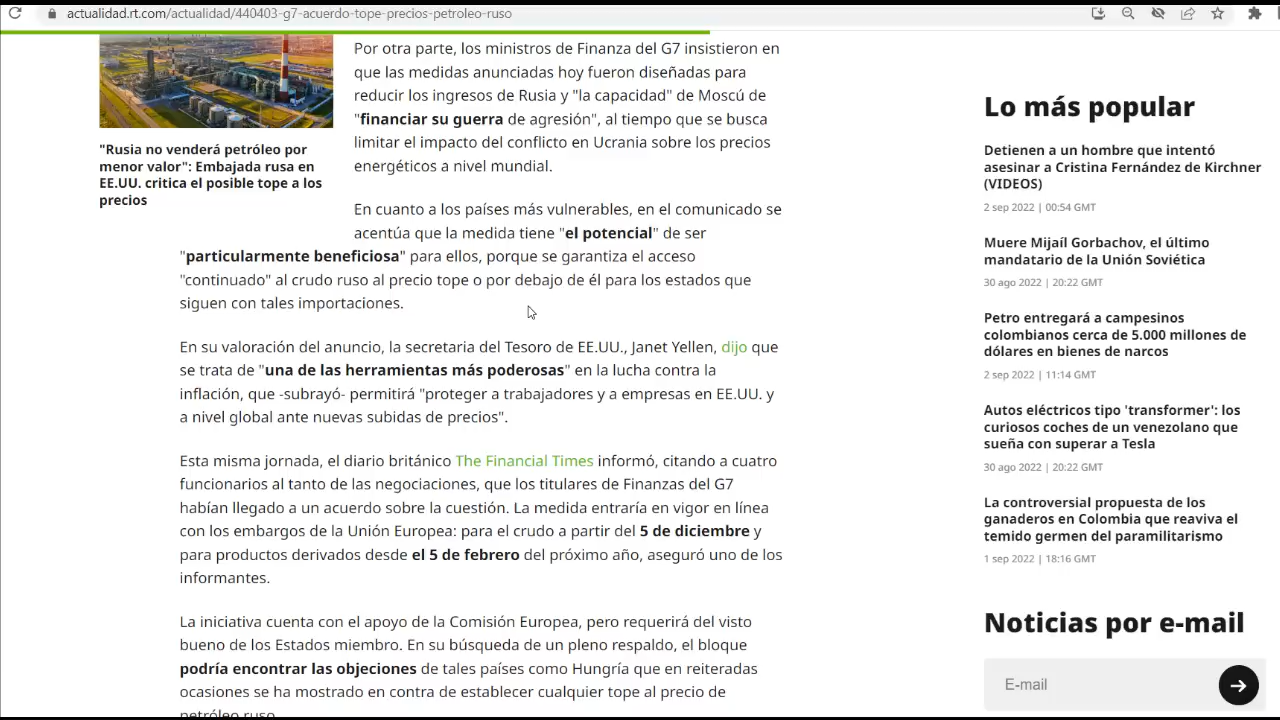 actualidad.rt.com/actualidad/440403-g7-acuerdo-tope-precios-petroleo-ruso
"Rusia no venderá petróleo por
menor valor": Embajada rusa en
EE.UU. critica el posible tope a los
precios
Por otra parte, los ministros de Finanza del G7 insistieron en
que las medidas anunciadas hoy fueron diseñadas para
reducir los ingresos de Rusia y "la capacidad" de Moscú de
"financiar su guerra de agresión", al tiempo que se busca
limitar el impacto del conflicto en Ucrania sobre los precios
energéticos a nivel mundial.
En cuanto a los países más vulnerables, en el comunicado se
acentúa que la medida tiene "el potencial" de ser
"particularmente beneficiosa" para ellos, porque se garantiza el acceso
"continuado" al crudo ruso al precio tope o por debajo de él para los estados que
siguen con tales importaciones.
En su valoración del anuncio, la secretaria del Tesoro de EE.UU., Janet Yellen, dijo que
se trata de "una de las herramientas más poderosas" en la lucha contra la
inflación, que -subrayó- permitirá "proteger a trabajadores y a empresas en EE.UU. y
a nivel global ante nuevas subidas de precios".
Esta misma jornada, el diario británico The Financial Times informó, citando a cuatro
funcionarios al tanto de las negociaciones, que los titulares de Finanzas del G7
habían llegado a un acuerdo sobre la cuestión. La medida entraría en vigor en línea
con los embargos de la Unión Europea: para el crudo a partir del 5 de diciembre y
para productos derivados desde el 5 de febrero del próximo año, aseguró uno de los
informantes.
La iniciativa cuenta con el apoyo de la Comisión Europea, pero requerirá del visto
bueno de los Estados miembro. En su búsqueda de un pleno respaldo, el bloque
podría encontrar las objeciones de tales países como Hungría que en reiteradas
ocasiones se ha mostrado en contra de establecer cualquier tope al precio de
petróleo ruso.
Lo más popular
Detienen a un hombre que intentó
asesinar a Cristina Fernández de Kirchner
(VIDEOS)
2 sep 2022 | 00:54 GMT
Muere Mijaíl Gorbachov, el último
mandatario de la Unión Soviética
30 ago 2022 | 20:22 GMT
Petro entregará a campesinos
colombianos cerca de 5.000 millones de
dólares en bienes de narcos
2 sep 2022 | 11:14 GMT
Autos eléctricos tipo 'transformer': los
curiosos coches de un venezolano que
sueña con superar a Tesla
30 ago 2022 | 20:22 GMT
La controversial propuesta de los
ganaderos en Colombia que reaviva el
temido germen del paramilitarismo
1 sep 2022 | 18:16 GMT
Noticias por e-mail
E-mail